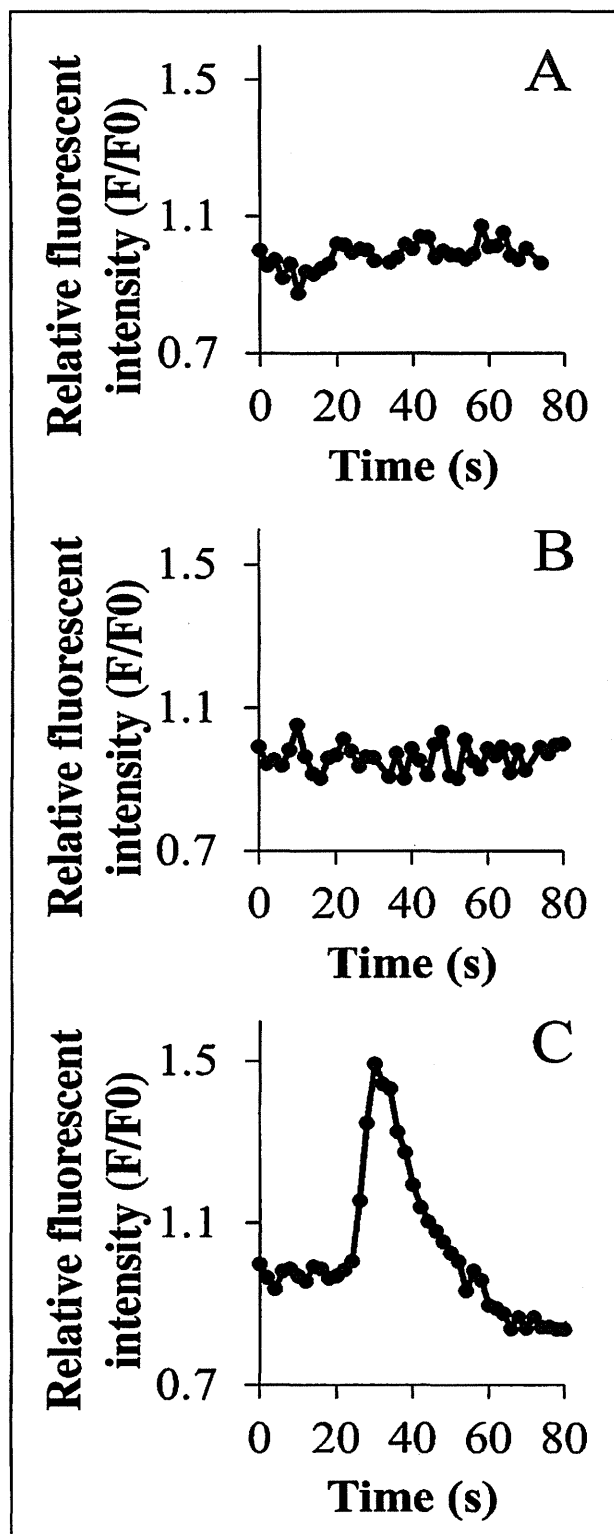 A
Relative fluorescent
intensity (F/F0)
1.5
1.1
0.7
0 20 40 60 80
Time (s)
B
Relative fluorescent
intensity (F/F0)
1.5
1.1
0.7
0 20 40 60 80
Time (s)
C
Relative fluorescent
intensity (F/F0)
1.5
1.1
0.7
0 20 40 60 80
Time (s)